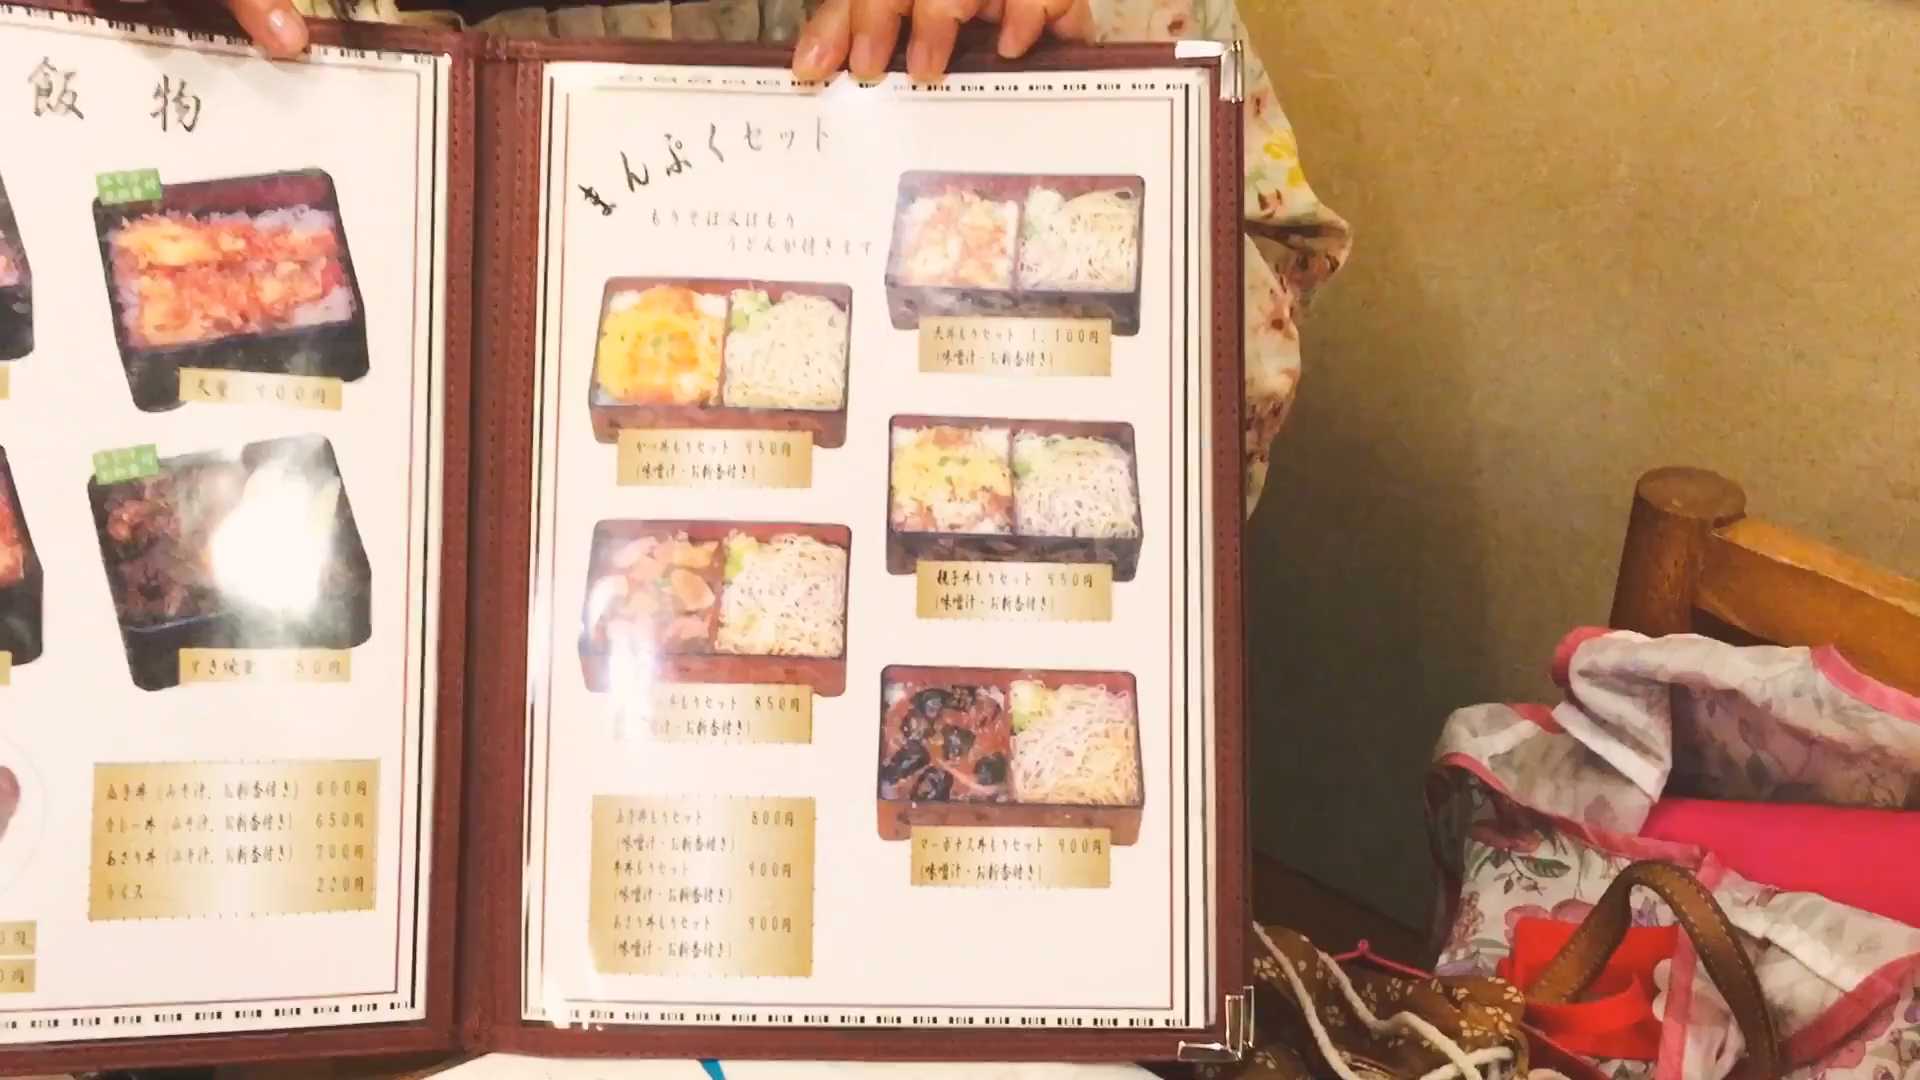 飯物
天重 900円
すき焼重 750円
(みそ汁、お新香付き) 600円
カレー丼 (みそ汁、お新香付き) 650円
あさり丼 (みそ汁、お新香付き) 700円
ライス 220円
円
0円
まんぷくセット
もりそば又はもり
うどんが付きます
天丼もりセット 1,100円
(味噌汁・お新香付き)
かつ丼もりセット 950円
(味噌汁・お新香付き)
親子丼もりセット 950円
(味噌汁・お新香付き)
丼もりセット 850円
お新香付き)
マーボナス丼もりセット 900円
(味噌汁・お新香付き)
丼もりセット 800円
(味噌汁・お新香付き)
牛丼もりセット 900円
(味噌汁・お新香付き)
あさり丼もりセット 900円
(味噌汁・お新香付き)